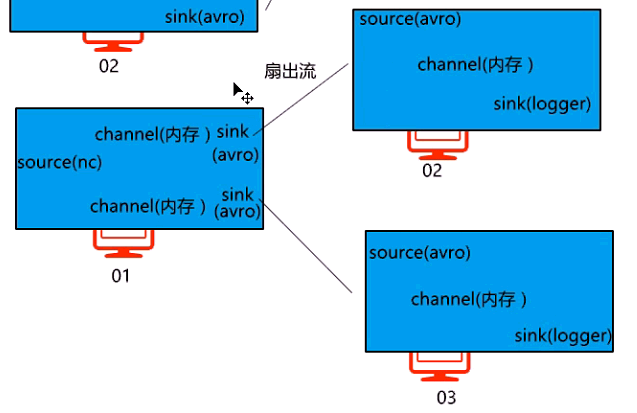 sink(avro)
02
扇出流
source(avro)
channel(内存)
sink(logger)
02
channel(内存)
sink
(avro)
source(nc)
channel(内存)
sink
(avro)
01
source(avro)
channel(内存)
sink(logger)
03